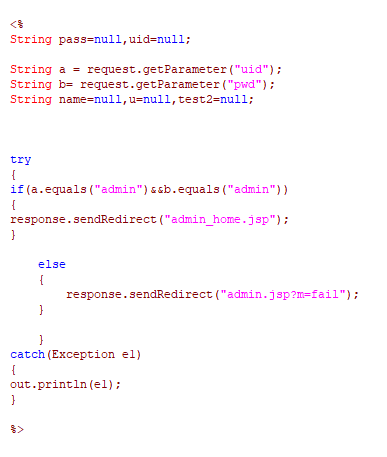 <%
String pass=null,uid=null;
String a = request.getParameter("uid");
String b= request.getParameter("pwd");
String name=null,u=null,test2=null;
try
{
if(a.equals("admin")&&b.equals("admin"))
{
response.sendRedirect("admin_home.jsp");
}
else
{
response.sendRedirect("admin.jsp?m=fail");
}
}
catch(Exception e1)
{
out.println(e1);
}
%>